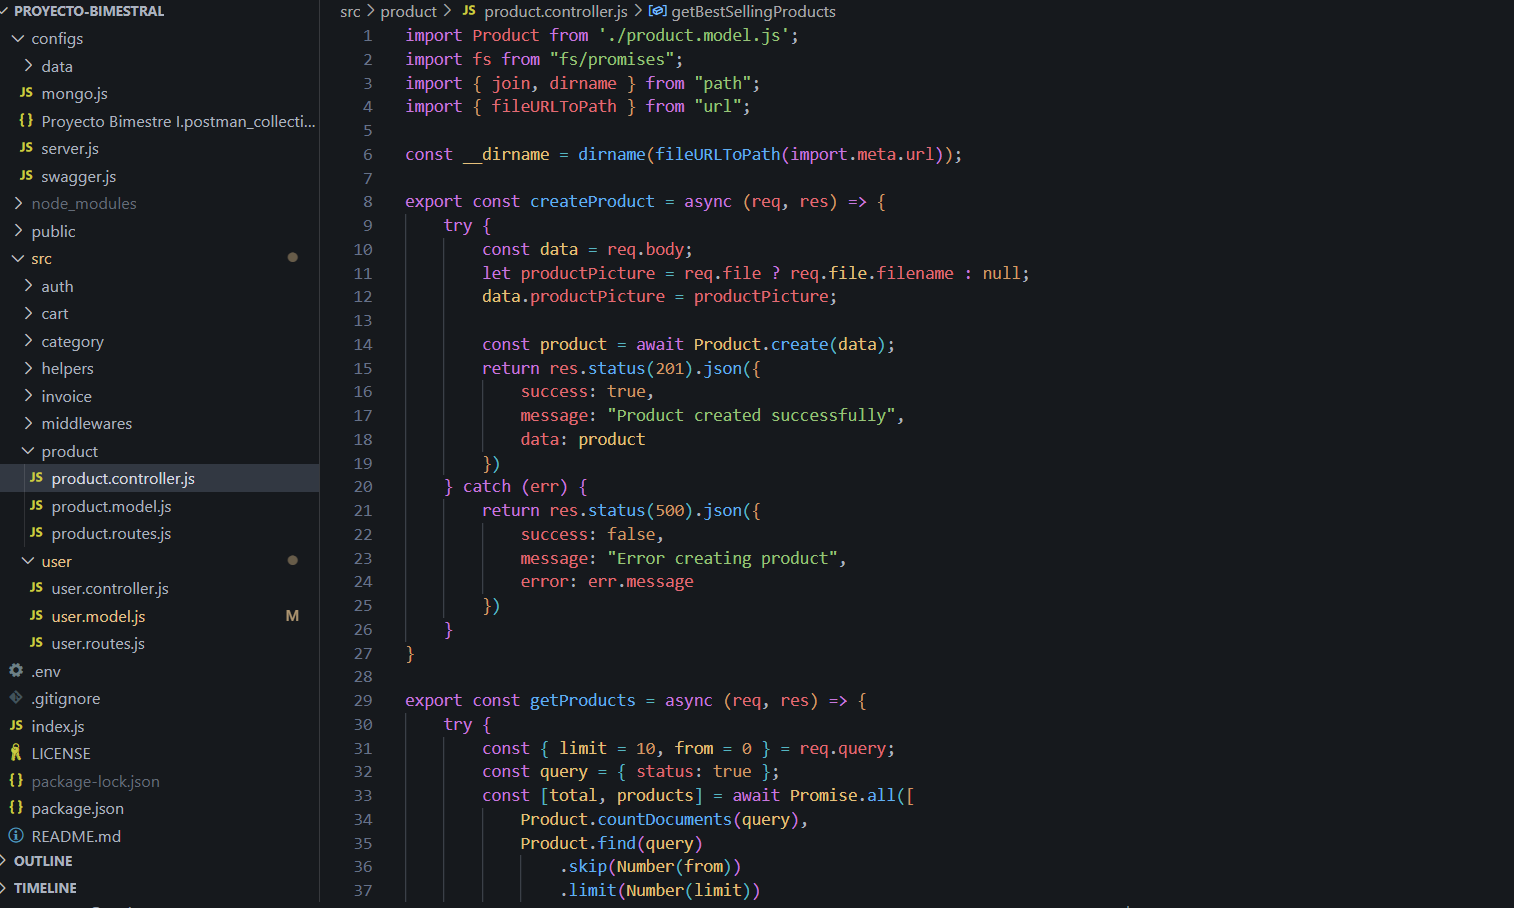 PROYECTO-BIMESTRAL
configs
data
mongo.js
Proyecto Bimestre I.postman_collecti...
server.js
swagger.js
node_modules
public
src
auth
cart
category
helpers
invoice
middlewares
product
product.controller.js
product.model.js
product.routes.js
user
user.controller.js
user.model.js M
user.routes.js
.env
.gitignore
index.js
LICENSE
package-lock.json
package.json
README.md
OUTLINE
TIMELINE
src > product > JS product.controller.js > getBestSellingProducts
1 import Product from './product.model.js';
2 import fs from "fs/promises";
3 import { join, dirname } from "path";
4 import { fileURLToPath } from "url";
5
6 const __dirname = dirname(fileURLToPath(import.meta.url));
7
8 export const createProduct = async (req, res) => {
9     try {
10         const data = req.body;
11         let productPicture = req.file ? req.file.filename : null;
12         data.productPicture = productPicture;
13
14         const product = await Product.create(data);
15         return res.status(201).json({
16             success: true,
17             message: "Product created successfully",
18             data: product
19         })
20     } catch (err) {
21         return res.status(500).json({
22             success: false,
23             message: "Error creating product",
24             error: err.message
25         })
26     }
27 }
28
29 export const getProducts = async (req, res) => {
30     try {
31         const { limit = 10, from = 0 } = req.query;
32         const query = { status: true };
33         const [total, products] = await Promise.all([
34             Product.countDocuments(query),
35             Product.find(query)
36                 .skip(Number(from))
37                 .limit(Number(limit))